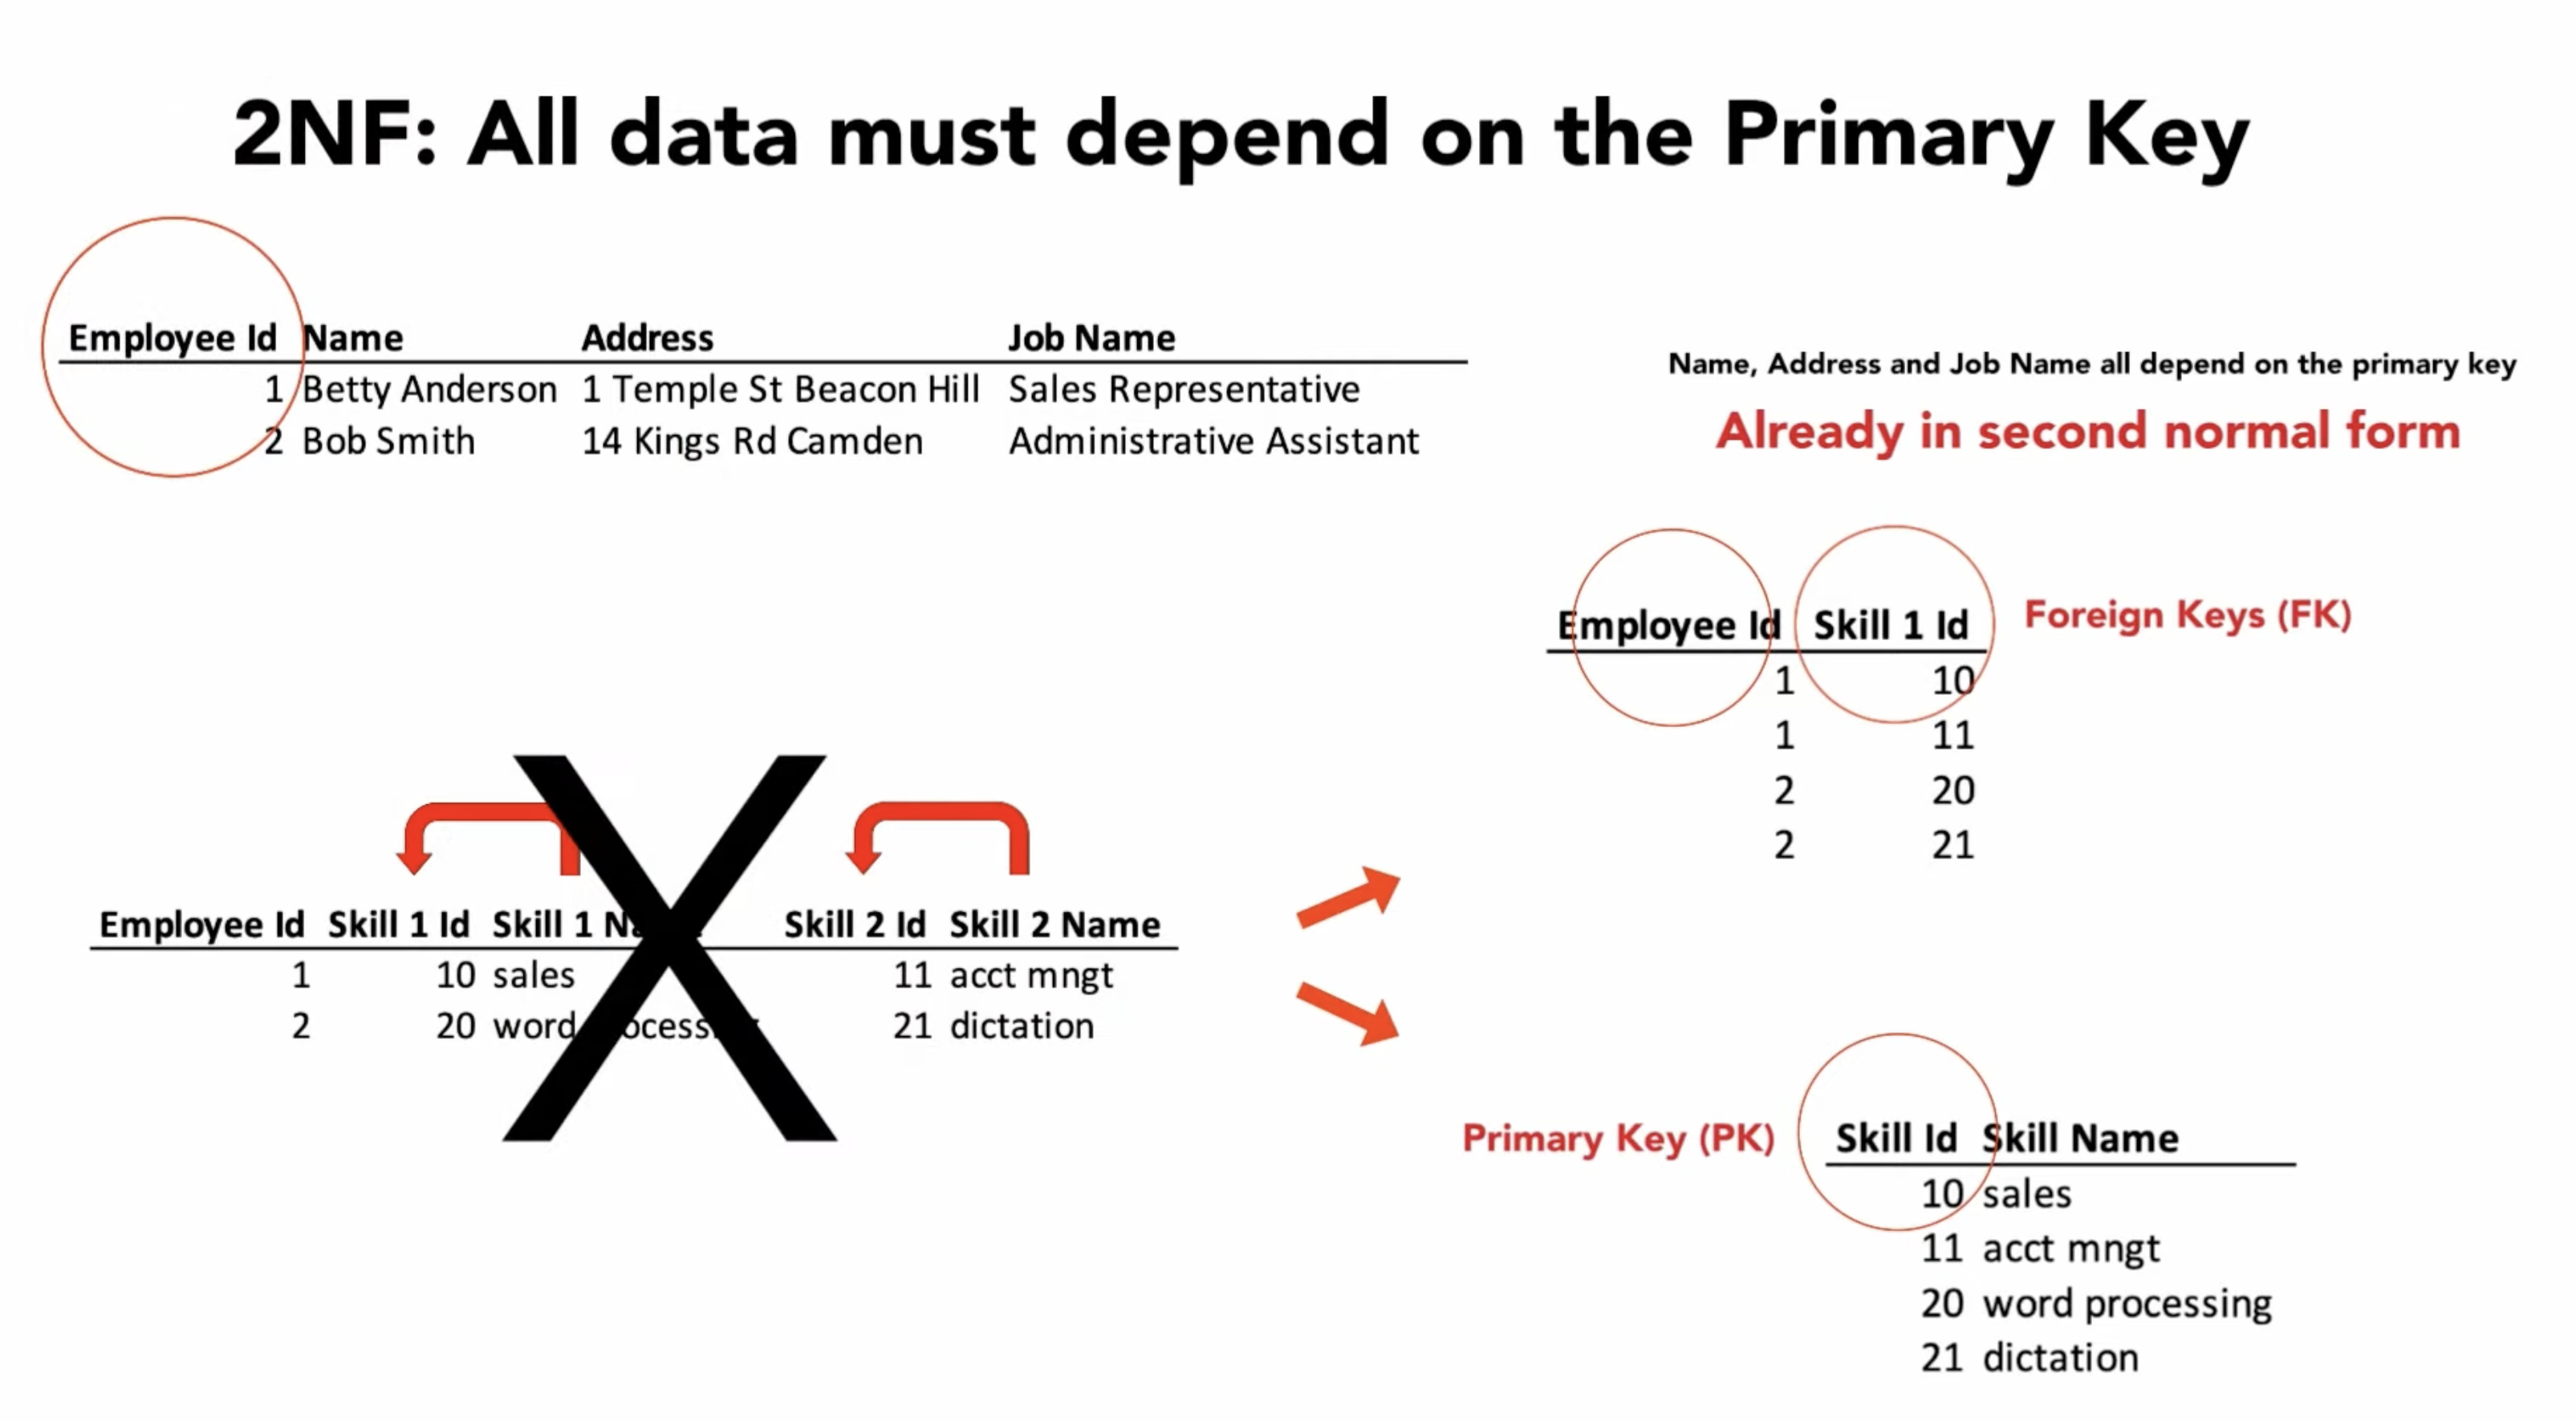 2NF: All data must depend on the Primary Key
Employee Id Name Address Job Name
1 Betty Anderson 1 Temple St Beacon Hill Sales Representative
2 Bob Smith 14 Kings Rd Camden Administrative Assistant
Name, Address and Job Name all depend on the primary key
Already in second normal form
Employee Id Skill 1 Id Foreign Keys (FK)
1 10
1 11
2 20
2 21
X
Employee Id Skill 1 Id Skill 1 Skill 2 Id Skill 2 Name
1 10 sales 11 acct mngt
2 20 word 21 dictation
Primary Key (PK) Skill Id Skill Name
10 sales
11 acct mngt
20 word processing
21 dictation